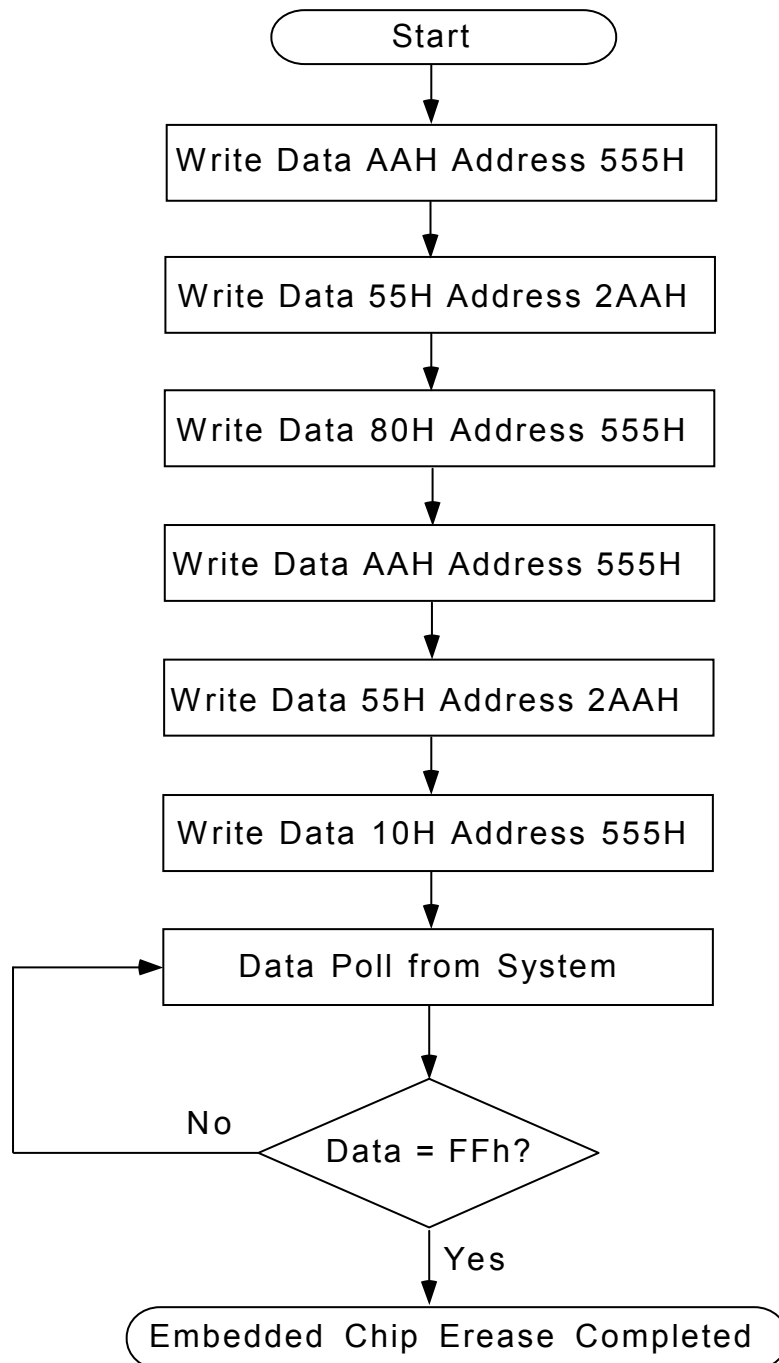 Start
Write Data AAH Address 555H
Write Data 55H Address 2AAH
Write Data 80H Address 555H
Write Data AAH Address 555H
Write Data 55H Address 2AAH
Write Data 10H Address 555H
Data Poll from System
No
Data = FFh?
Yes
Embedded Chip Erease Completed